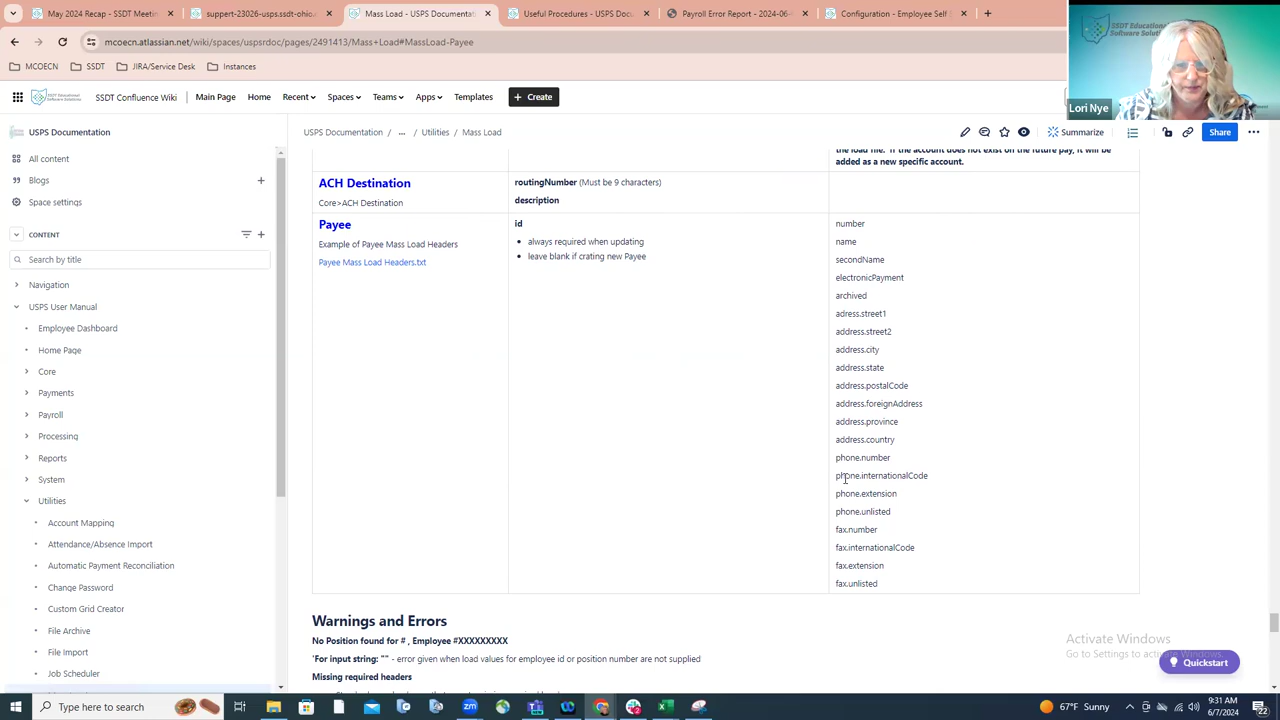 MEC - May Training Meetin
supprt-23026-usps.ssdt-ohio
Mass Load - USPS Documentat
Useful Procedures - USPS Do
Payroll Error Report - 2024-06-
Configuration - Employee Self
mcoecn.atlassian.net/wiki/spaces/uspsrdoc/pages/2491413/Mass+Load#MassLoad-Payee
MCOECN
SSDT
JIRA/Service Desk
Instances
SSDT Educational
Software Solutions
Lori Nye
SSDT Confluence Wiki
Main Page
Home
Recent
Spaces
Teams
Apps
Templates
Create
USPS Documentation
USPS Documentation / ... / Utilities / Mass Load
Summarize
Share
All content
Blogs
Space settings
CONTENT
Search by title
Navigation
USPS User Manual
Employee Dashboard
Home Page
Core
Payments
Payroll
Processing
Reports
System
Utilities
Account Mapping
Attendance/Absence Import
Automatic Payment Reconciliation
Change Password
Custom Grid Creator
File Archive
File Import
Job Scheduler
the load file. If the account does not exist on the future pay, it will be
added as a new specific account.
ACH Destination
Core>ACH Destination
routingNumber (Must be 9 characters)
description
Payee
Example of Payee Mass Load Headers
Payee Mass Load Headers.txt
id
always required when updating
leave blank if crating new Payee
number
name
secondName
electronicPayment
archived
adress.street1
address.street2
address.city
address.state
address.postalCode
address.foreignAddress
address.province
address.country
phone.number
phone.internationalCode
phone.extension
phone.unlisted
fax.number
fax.internationalCode
fax.extension
fax.unlisted
Warnings and Errors
No Position found for # , Employee #XXXXXXXXX
'For input string: "" - error given when load values for employee id or position number are not supplied
Missing required headers
Activate Windows
Go to Settings to activate Windows.
Quickstart
Type here to search
67°F Sunny
9:31 AM
6/7/2024
22